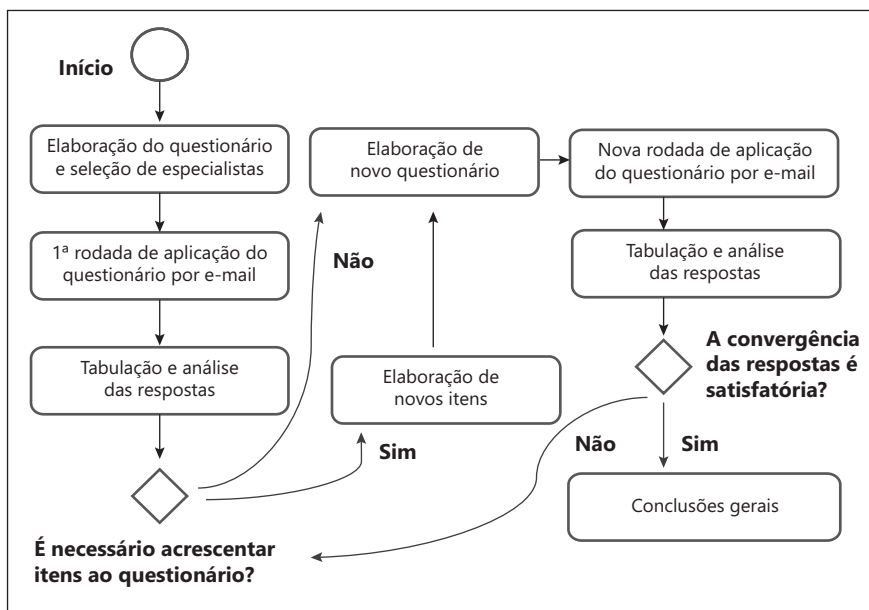 Início
Elaboração do questionário
e seleção de especialistas
1ª rodada de aplicação do
questionário por e-mail
Tabulação e análise
das respostas
É necessário acrescentar
itens ao questionário?
Não
Sim
Elaboração de
novos itens
Elaboração de
novo questionário
Nova rodada de aplicação
do questionário por e-mail
Tabulação e análise
das respostas
A convergência
das respostas é
satisfatória?
Não
Sim
Conclusões gerais